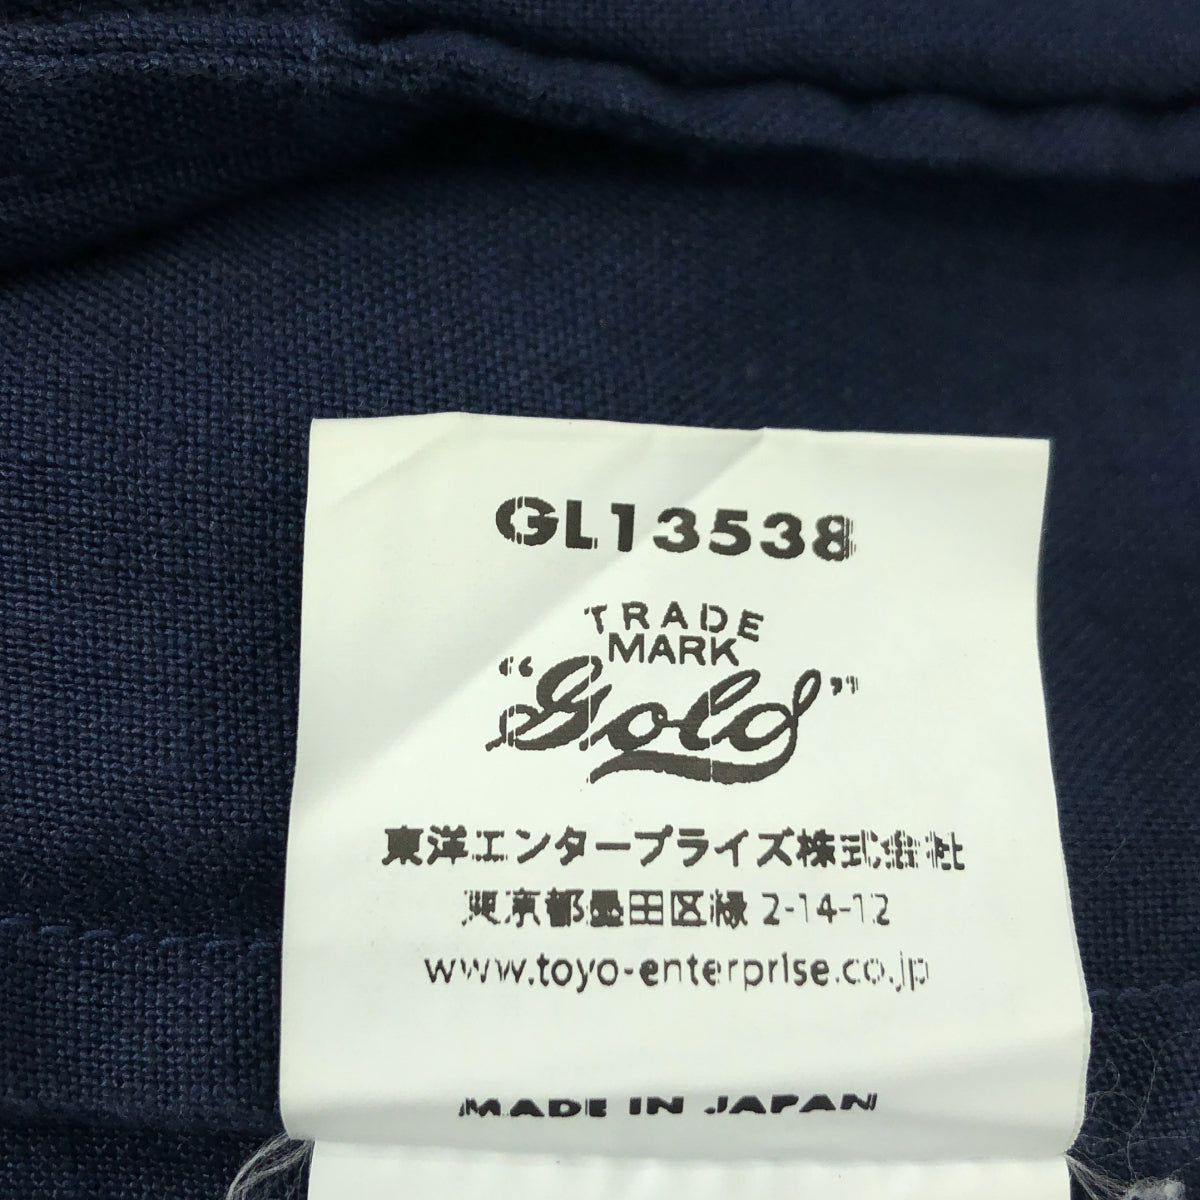 GL13538
TRADE
MARK
"Gold"
東洋エンタープライズ株式会社
東京都墨田区緑 2-14-12
www.toyo-enterprise.co.jp
MADE IN JAPAN